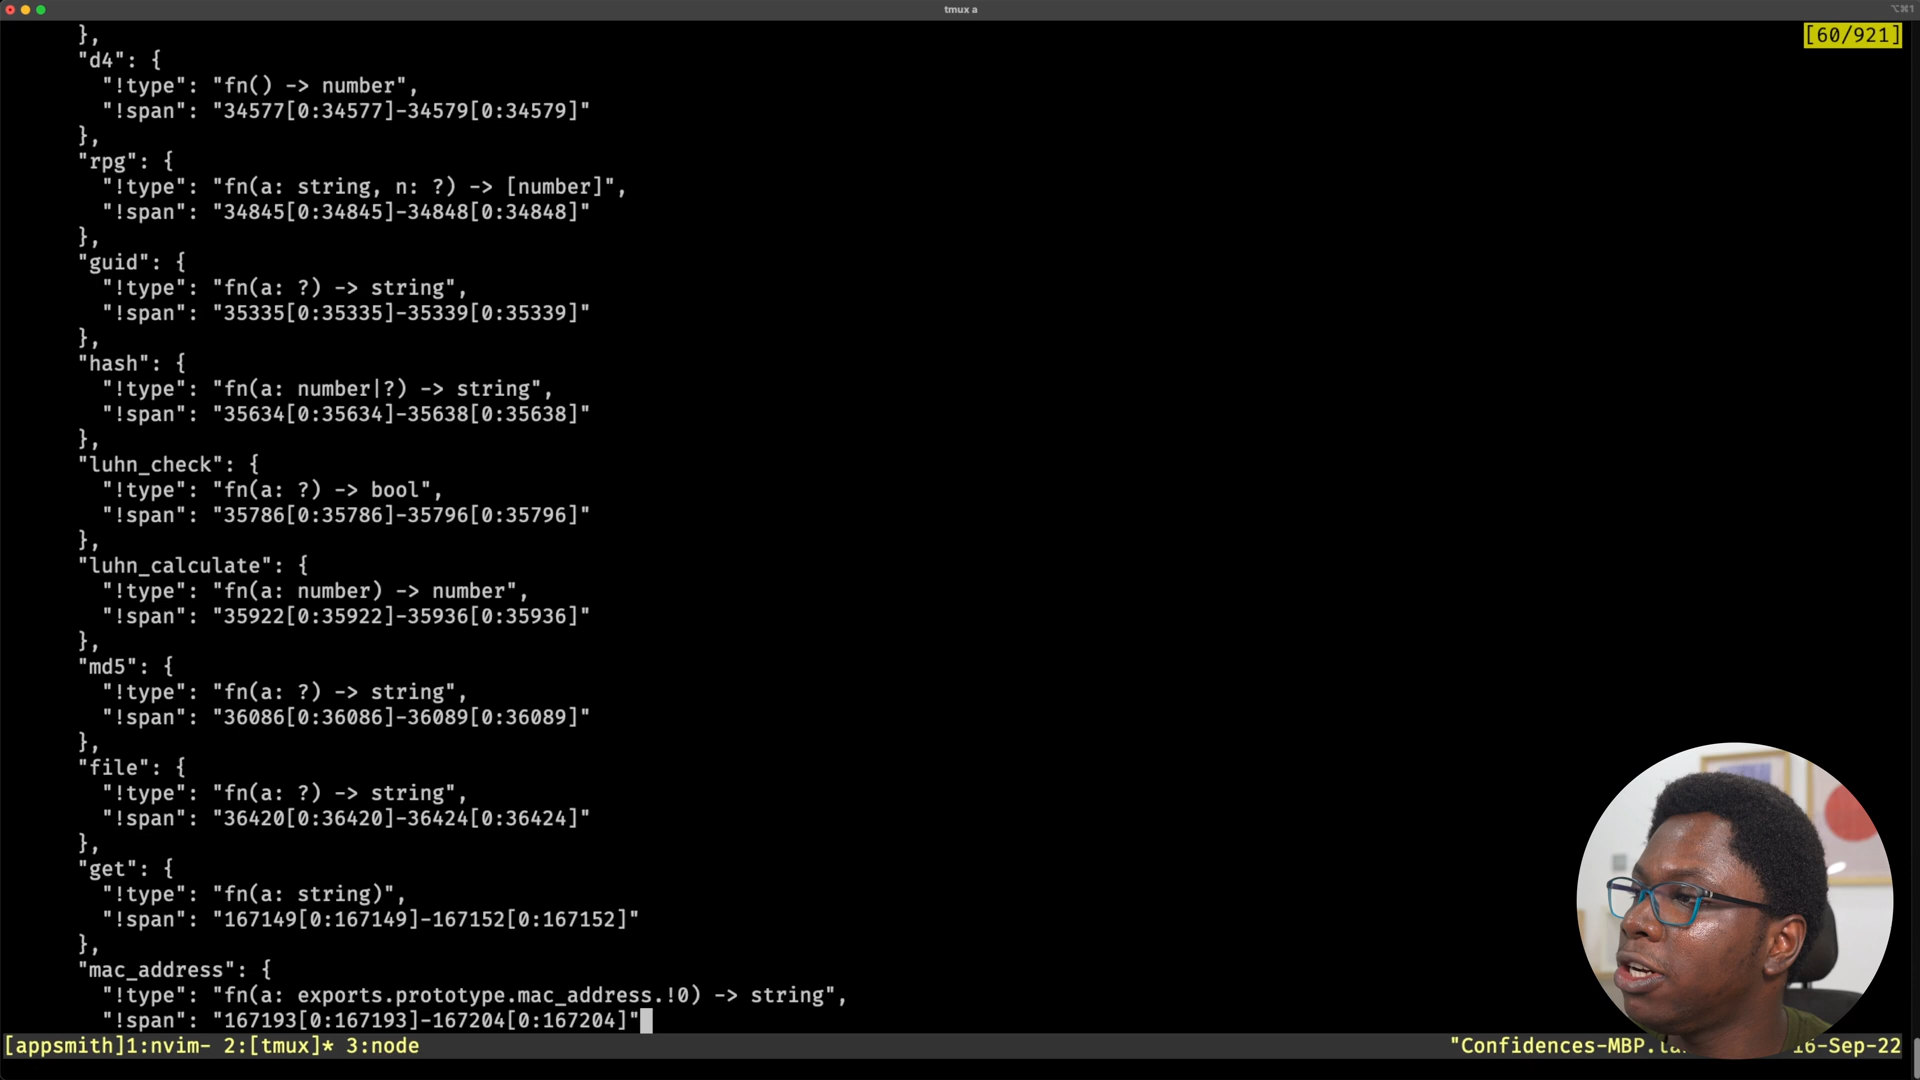 tmux a
⌥⌘1
},
[60/921]
"d4": {
"!type": "fn() -> number",
"!span": "34577[0:34577]-34579[0:34579]"
},
"rpg": {
"!type": "fn(a: string, n: ?) -> [number]",
"!span": "34845[0:34845]-34848[0:34848]"
},
"guid": {
"!type": "fn(a: ?) -> string",
"!span": "35335[0:35335]-35339[0:35339]"
},
"hash": {
"!type": "fn(a: number|?) -> string",
"!span": "35634[0:35634]-35638[0:35638]"
},
"luhn_check": {
"!type": "fn(a: ?) -> bool",
"!span": "35786[0:35786]-35796[0:35796]"
},
"luhn_calculate": {
"!type": "fn(a: number) -> number",
"!span": "35922[0:35922]-35936[0:35936]"
},
"md5": {
"!type": "fn(a: ?) -> string",
"!span": "36086[0:36086]-36089[0:36089]"
},
"file": {
"!type": "fn(a: ?) -> string",
"!span": "36420[0:36420]-36424[0:36424]"
},
"get": {
"!type": "fn(a: string)",
"!span": "167149[0:167149]-167152[0:167152]"
},
"mac_address": {
"!type": "fn(a: exports.prototype.mac_address.!0) -> string",
"!span": "167193[0:167193]-167204[0:167204]"
[appsmith]1:nvim- 2:[tmux]* 3:node
"Confidences-MBP. 16-Sep-22